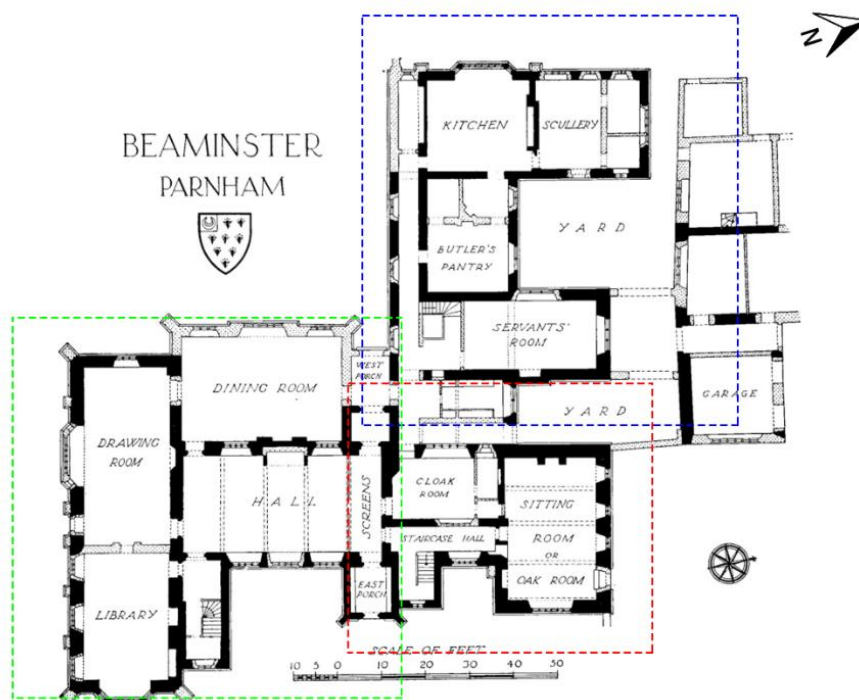 N
BEAMINSTER
PARNHAM
KITCHEN
SCULLERY
YARD
BUTLER'S
PANTRY
SERVANTS'
ROOM
WEST
PORCH
DINING ROOM
YARD
GARAGE
DRAWING
ROOM
HALL
SCREENS
CLOAK
ROOM
SITTING
ROOM
OR
OAK ROOM
STAIRCASE HALL
EAST
PORCH
LIBRARY
SCALE OF FEET
10 5 0 10 20 30 40 50